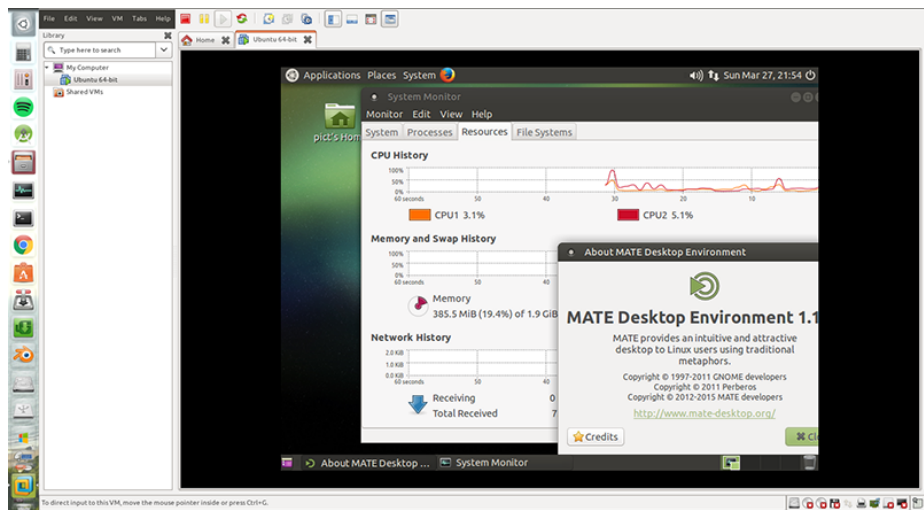 File Edit View VM Tabs Help
Library
Type here to search
My Computer
Ubuntu 64-bit
Shared VMs
Home
Ubuntu 64-bit
Applications Places System
Sun Mar 27, 21:54
pict's Hom
System Monitor
Monitor Edit View Help
System Processes Resources File Systems
CPU History
100%
50%
0%
60 seconds 50 40 30 20 10
CPU1 3.1% CPU2 5.1%
Memory and Swap History
100%
50%
0%
60 seconds 50 40
Memory
385.5 MiB (19.4%) of 1.9 GiB
Network History
2.0 KiB
1.0 KiB
0.0 KiB
60 seconds 50 40
Receiving 0
Total Received 7
About MATE Desktop Environment
MATE Desktop Environment 1.1
MATE provides an intuitive and attractive
desktop to Linux users using traditional
metaphors.
Copyright © 1997-2011 GNOME developers
Copyright © 2011 Perberos
Copyright © 2012-2015 MATE developers
http://www.mate-desktop.org/
Credits Clo
About MATE Desktop ... System Monitor
To direct input to this VM, move the mouse pointer inside or press Ctrl+G.